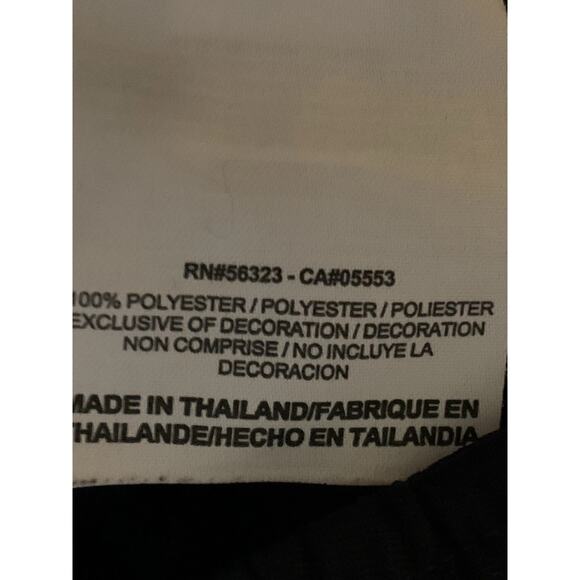 RN#56323 - CA#05553
100% POLYESTER / POLYESTER / POLIESTER
EXCLUSIVE OF DECORATION / DECORATION
NON COMPRISE / NO INCLUYE LA
DECORACION
MADE IN THAILAND/FABRIQUE EN
THAILANDE/HECHO EN TAILANDIA